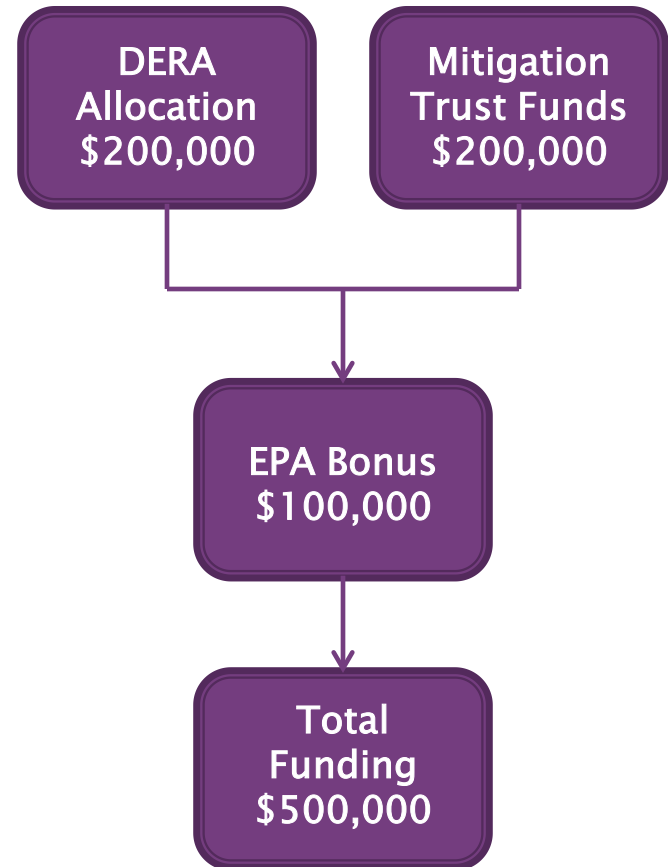 DERA
Allocation
$200,000
Mitigation
Trust Funds
$200,000
EPA Bonus
$100,000
Total
Funding
$500,000